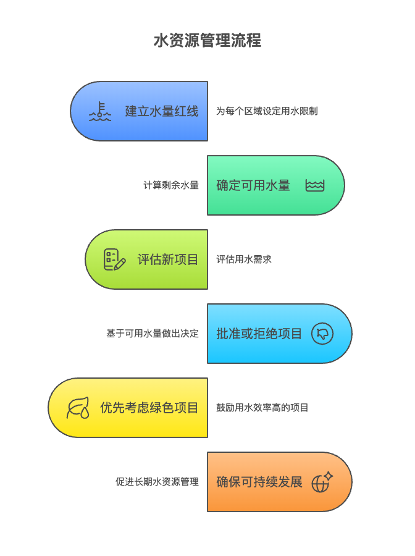 水资源管理流程
建立水量红线
为每个区域设定用水限制
计算剩余水量
确定可用水量
评估新项目
评估用水需求
基于可用水量做出决定
批准或拒绝项目
优先考虑绿色项目
鼓励用水效率高的项目
促进长期水资源管理
确保可持续发展